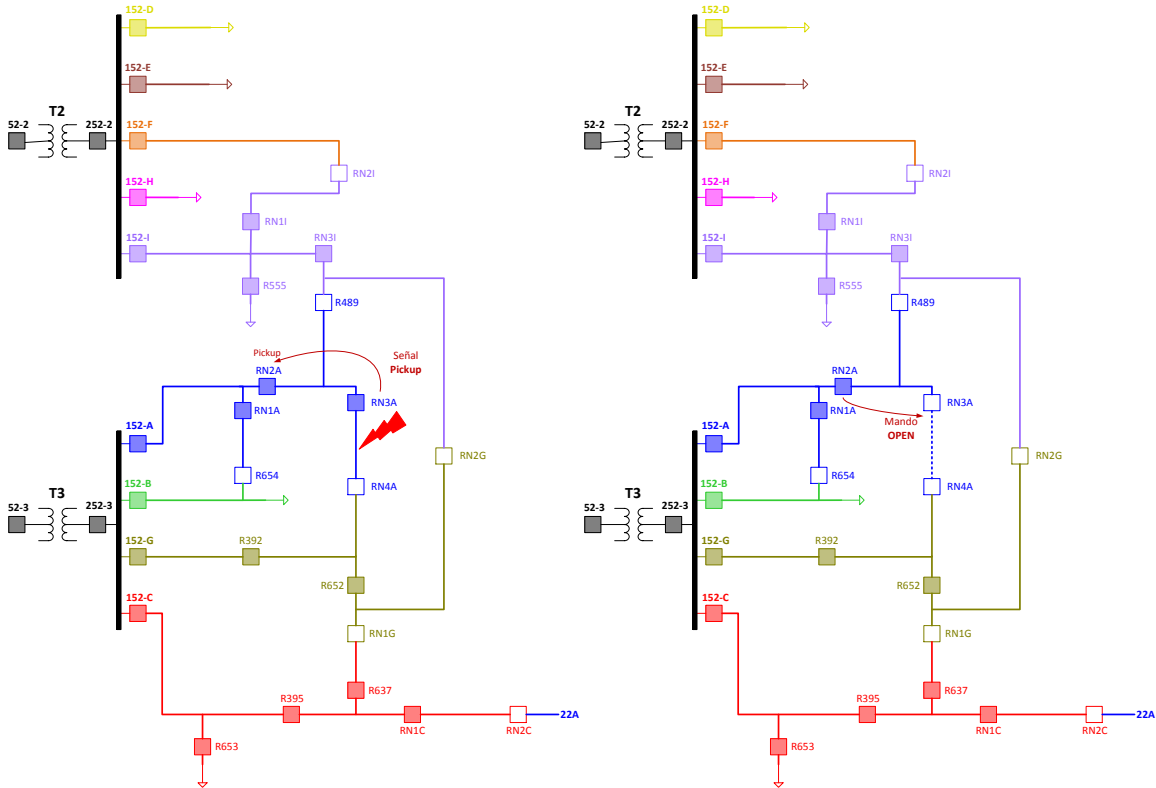 152-D
152-E
T2
52-2
252-2
152-F
RN2I
152-H
RN1I
152-I
RN3I
R555
R489
Pickup
Señal
Pickup
RN2A
RN3A
RN1A
152-A
RN2G
R654
RN4A
152-B
T3
52-3
252-3
152-G
R392
R652
152-C
RN1G
R637
R395
22A
RN1C
RN2C
R653
152-D
152-E
T2
52-2
252-2
152-F
RN2I
152-H
RN1I
152-I
RN3I
R555
R489
RN2A
RN3A
RN1A
Mando
OPEN
152-A
RN2G
R654
RN4A
152-B
T3
52-3
252-3
152-G
R392
R652
152-C
RN1G
R637
R395
22A
RN1C
RN2C
R653